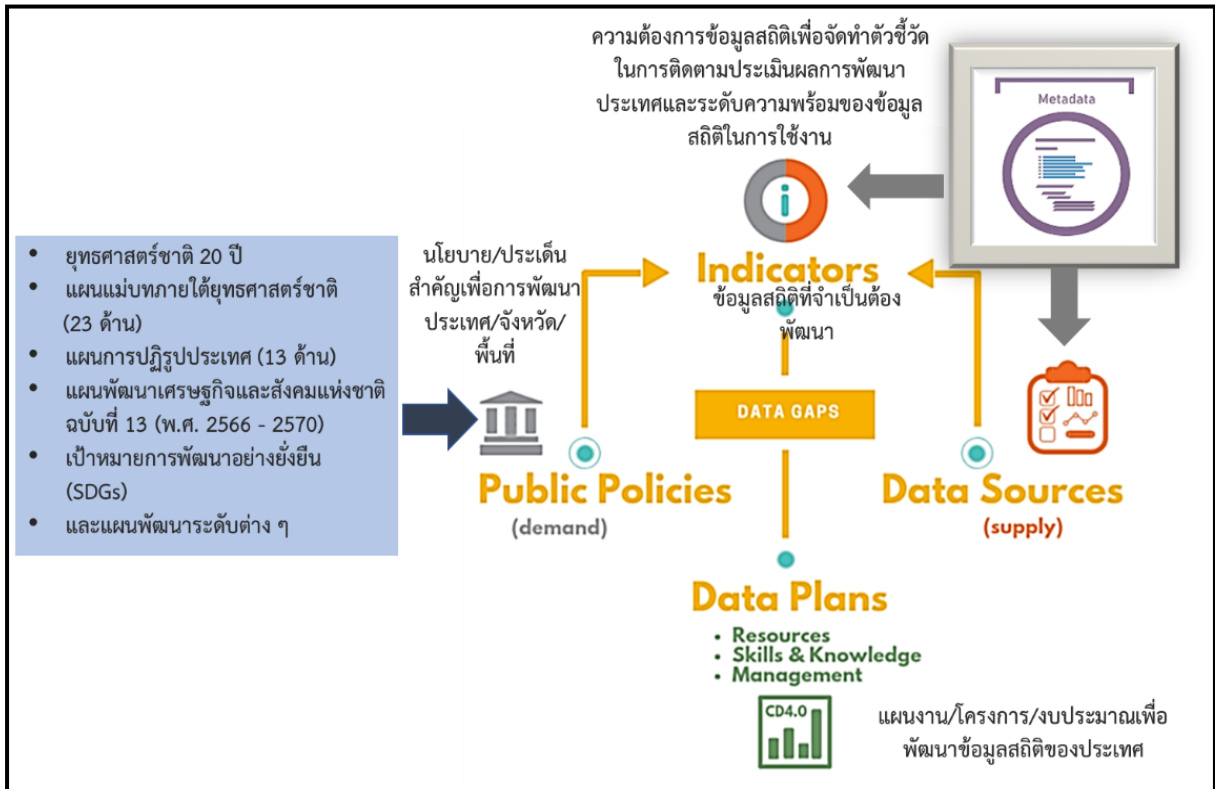 ความต้องการข้อมูลสถิติเพื่อจัดทำตัวชี้วัด
ในการติดตามประเมินผลการพัฒนา
ประเทศและระดับความพร้อมของข้อมูล
สถิติในการใช้งาน
Metadata
• ยุทธศาสตร์ชาติ 20 ปี
• แผนแม่บทภายใต้ยุทธศาสตร์ชาติ
(23 ด้าน)
• แผนการปฏิรูปประเทศ (13 ด้าน)
• แผนพัฒนาเศรษฐกิจและสังคมแห่งชาติ
ฉบับที่ 13 (พ.ศ. 2566 - 2570)
• เป้าหมายการพัฒนาอย่างยั่งยืน
(SDGs)
• และแผนพัฒนาระดับต่าง ๆ
นโยบาย/ประเด็น
สำคัญเพื่อการพัฒนา
ประเทศ/จังหวัด/
พื้นที่
Indicators
ข้อมูลสถิติที่จำเป็นต้อง
พัฒนา
DATA GAPS
Public Policies
(demand)
Data Sources
(supply)
Data Plans
• Resources
• Skills & Knowledge
• Management
CD4.0
แผนงาน/โครงการ/งบประมาณเพื่อ
พัฒนาข้อมูลสถิติของประเทศ